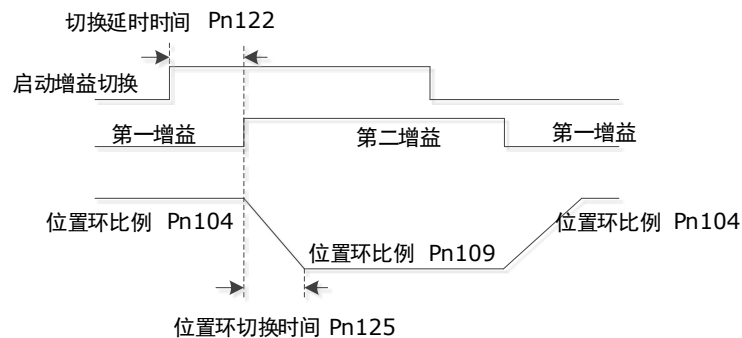 切换延时时间 Pn122
启动增益切换
第一增益 第二增益 第一增益
位置环比例 Pn104 位置环比例 Pn109 位置环比例 Pn104
位置环切换时间 Pn125